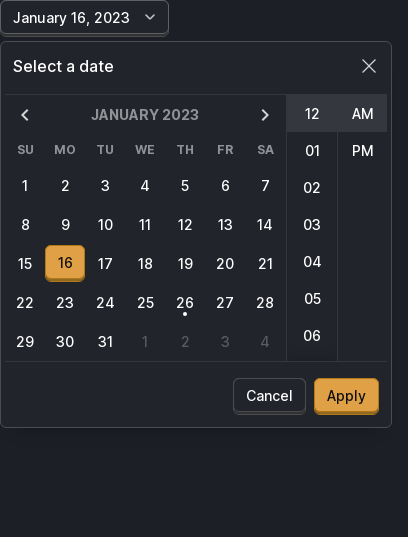 January 16, 2023
Select a date
JANUARY 2023
SU MO TU WE TH FR SA
1 2 3 4 5 6 7
8 9 10 11 12 13 14
15 16 17 18 19 20 21
22 23 24 25 26 27 28
29 30 31 1 2 3 4
12 AM
01 PM
02
03
04
05
06
Cancel Apply